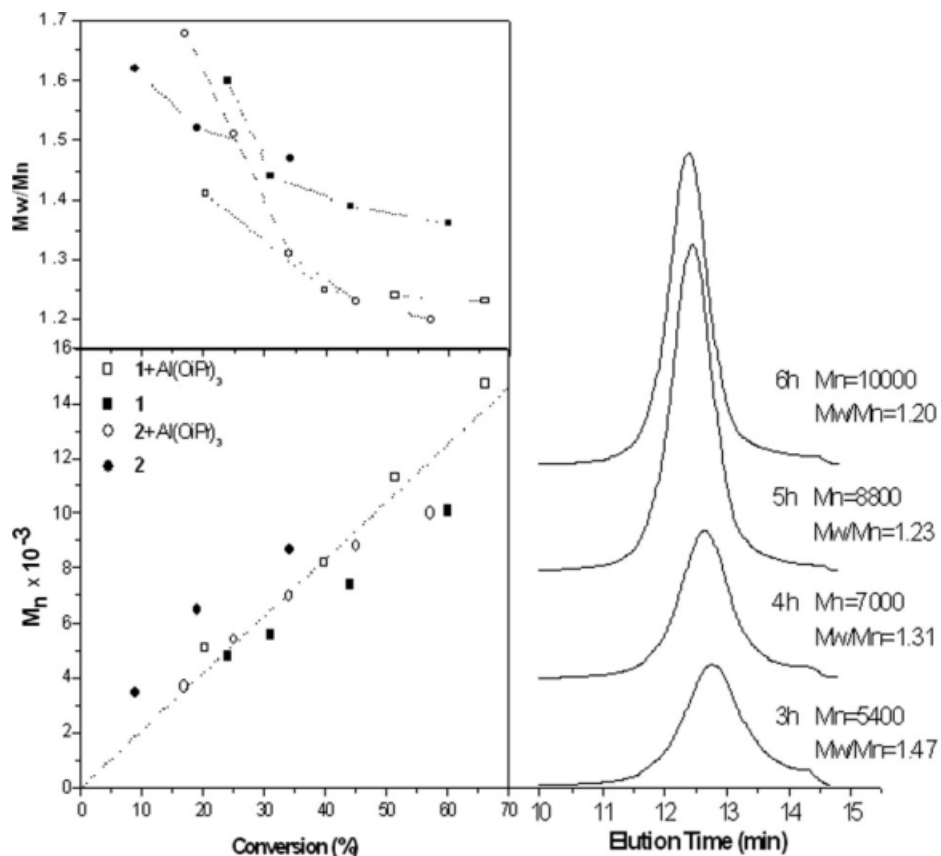 1.7
1.6
1.5
1.4
1.3
1.2
Mw/Mn
16
14
12
10
8
6
4
2
0
Mn x 10-3
1+Al(OiPr)3
1
2+Al(OiPr)3
2
0 10 20 30 40 50 60 70
Conversion (%)
6h Mn=10000
Mw/Mn=1.20
5h Mn=8800
Mw/Mn=1.23
4h Mn=7000
Mw/Mn=1.31
3h Mn=5400
Mw/Mn=1.47
10 11 12 13 14 15
Elution Time (min)